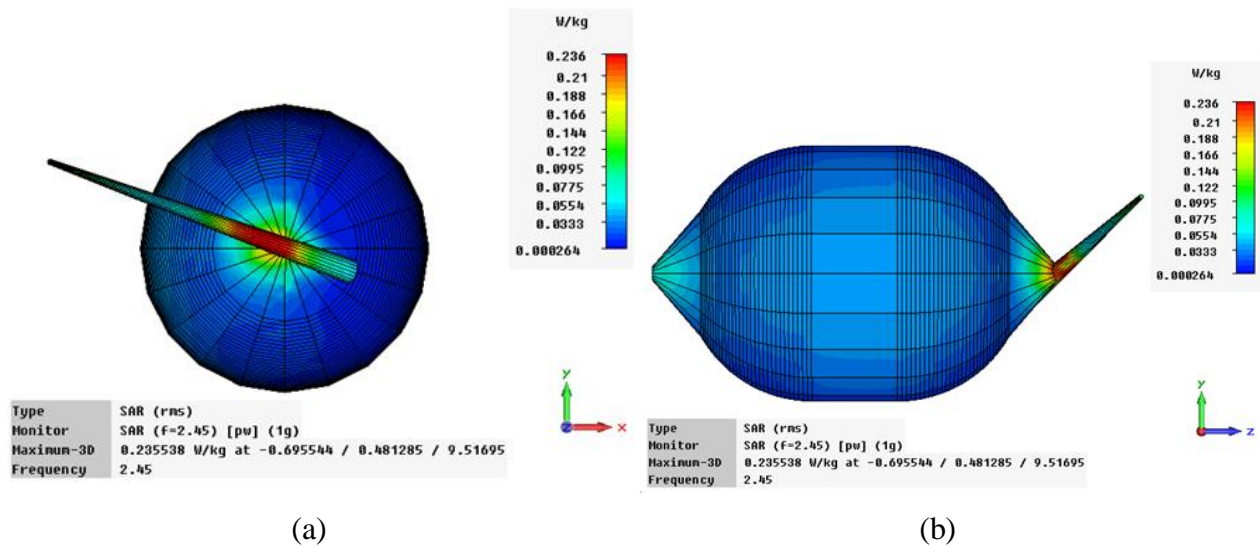 W/kg
0.236
0.21
0.188
0.166
0.144
0.122
0.0995
0.0775
0.0554
0.0333
0.000264
y
z
x
Type SAR (rms)
Monitor SAR (f=2.45) [pw] (1g)
Maximum-3D 0.235538 W/kg at -0.695544 / 0.481285 / 9.51695
Frequency 2.45
(a)
W/kg
0.236
0.21
0.188
0.166
0.144
0.122
0.0995
0.0775
0.0554
0.0333
0.000264
y
z
Type SAR (rms)
Monitor SAR (f=2.45) [pw] (1g)
Maximum-3D 0.235538 W/kg at -0.695544 / 0.481285 / 9.51695
Frequency 2.45
(b)